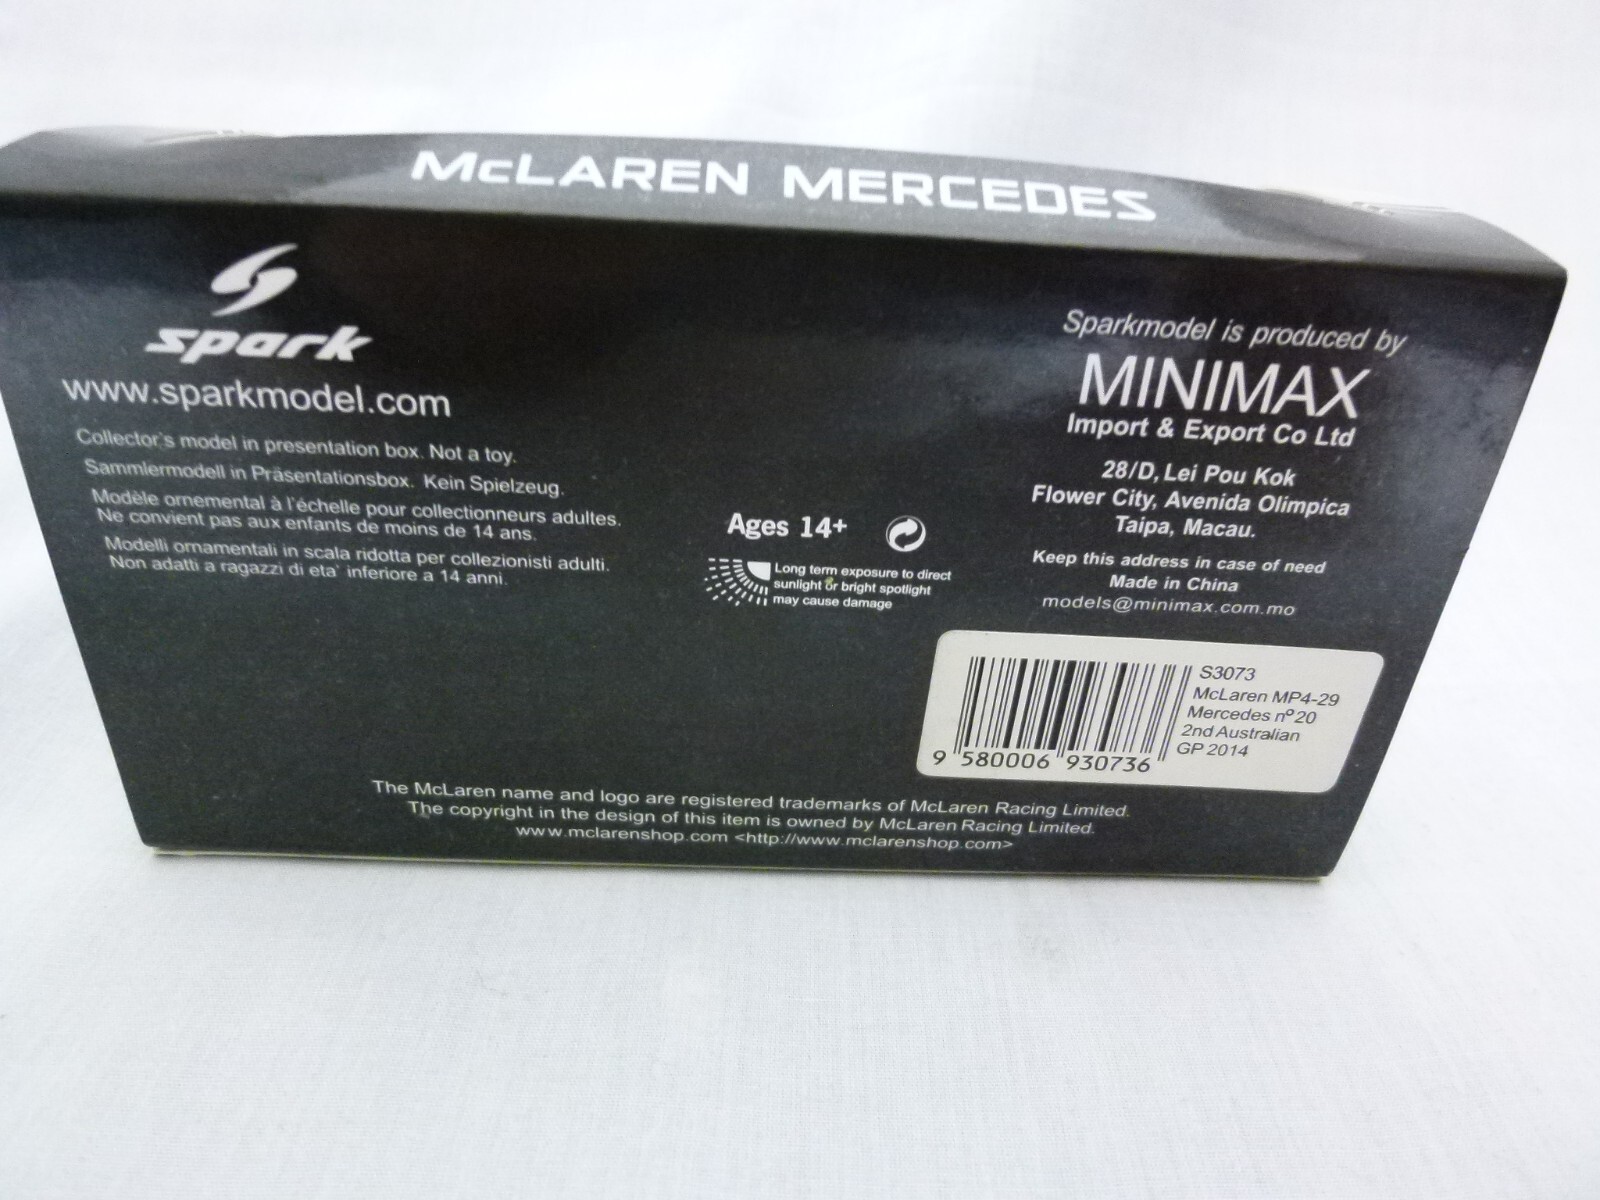 McLAREN MERCEDES
spark
www.sparkmodel.com
Collector's model in presentation box. Not a toy.
Sammlermodell in Präsentationsbox. Kein Spielzeug.
Modèle ornemental à l'échelle pour collectionneurs adultes.
Ne convient pas aux enfants de moins de 14 ans.
Modelli ornamentali in scala ridotta per collezionisti adulti.
Non adatti a ragazzi di eta' inferiore a 14 anni.
Ages 14+
Long term exposure to direct
sunlight or bright spotlight
may cause damage
Sparkmodel is produced by
MINIMAX
Import & Export Co Ltd
28/D, Lei Pou Kok
Flower City, Avenida Olimpica
Taipa, Macau.
Keep this address in case of need
Made in China
models@minimax.com.mo
S3073
McLaren MP4-29
Mercedes nº20
2nd Australian
GP 2014
9 580006 930736
The McLaren name and logo are registered trademarks of McLaren Racing Limited.
The copyright in the design of this item is owned by McLaren Racing Limited.
www.mclarenshop.com <http://www.mclarenshop.com>